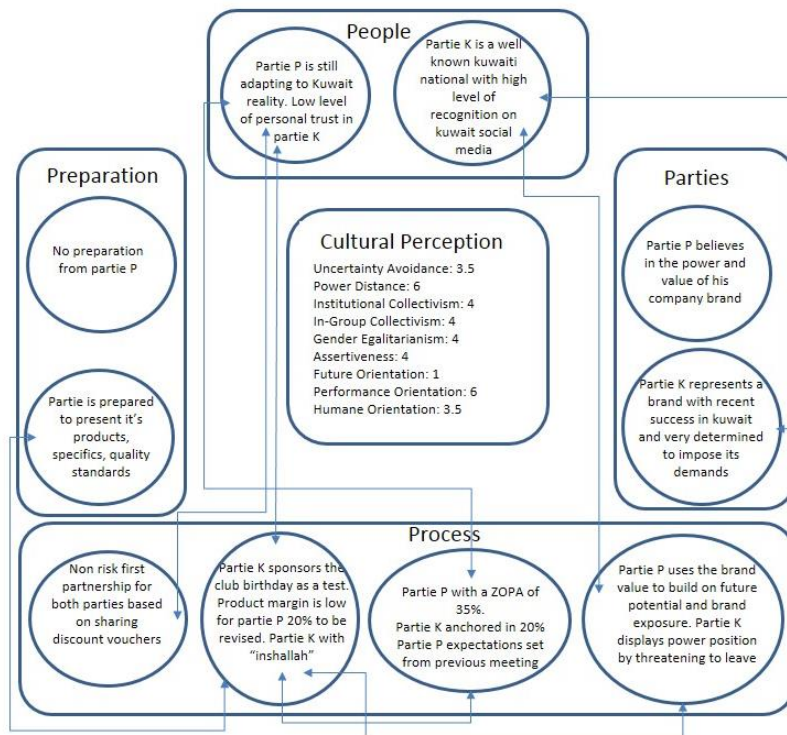 People
Partie P is still
adapting to Kuwait
reality. Low level
of personal trust in
partie K
Partie K is a well
known kuwaiti
national with high
level of
recognition on
kuwait social
media
Preparation
No preparation
from partie P
Partie is prepared
to present it's
products,
specifics, quality
standards
Cultural Perception
Uncertainty Avoidance: 3.5
Power Distance: 6
Institutional Collectivism: 4
In-Group Collectivism: 4
Gender Egalitarianism: 4
Assertiveness: 4
Future Orientation: 1
Performance Orientation: 6
Humane Orientation: 3.5
Parties
Partie P believes
in the power and
value of his
company brand
Partie K represents a
brand with recent
success in kuwait
and very determined
to impose its
demands
Process
Non risk first
partnership for
both parties based
on sharing
discount vouchers
Partie K sponsors the
club birthday as a test.
Product margin is low
for partie P 20% to be
revised. Partie K with
"inshallah"
Partie P with a ZOPA of
35%.
Partie K anchored in 20%
Partie P expectations set
from previous meeting
Partie P uses the brand
value to build on future
potential and brand
exposure. Partie K
displays power position
by threatening to leave